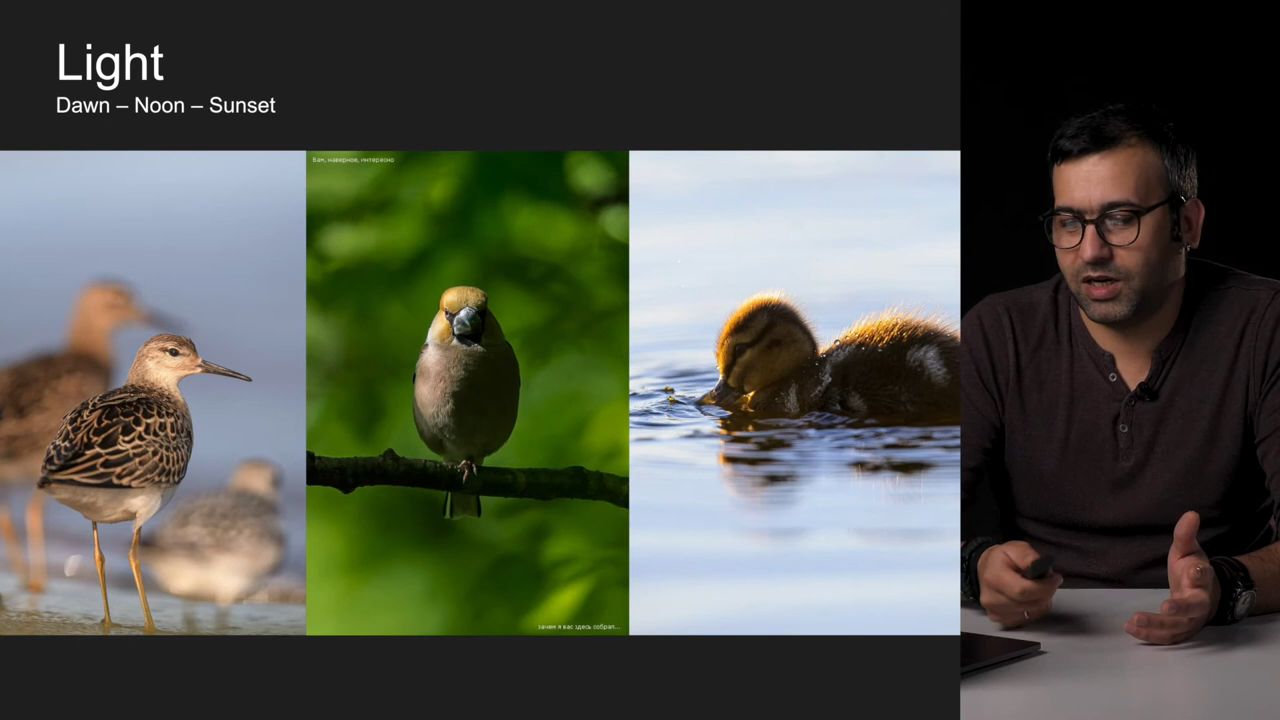 Light
Dawn – Noon – Sunset
Вам, наверное, интересно
зачем я вас здесь собрал...